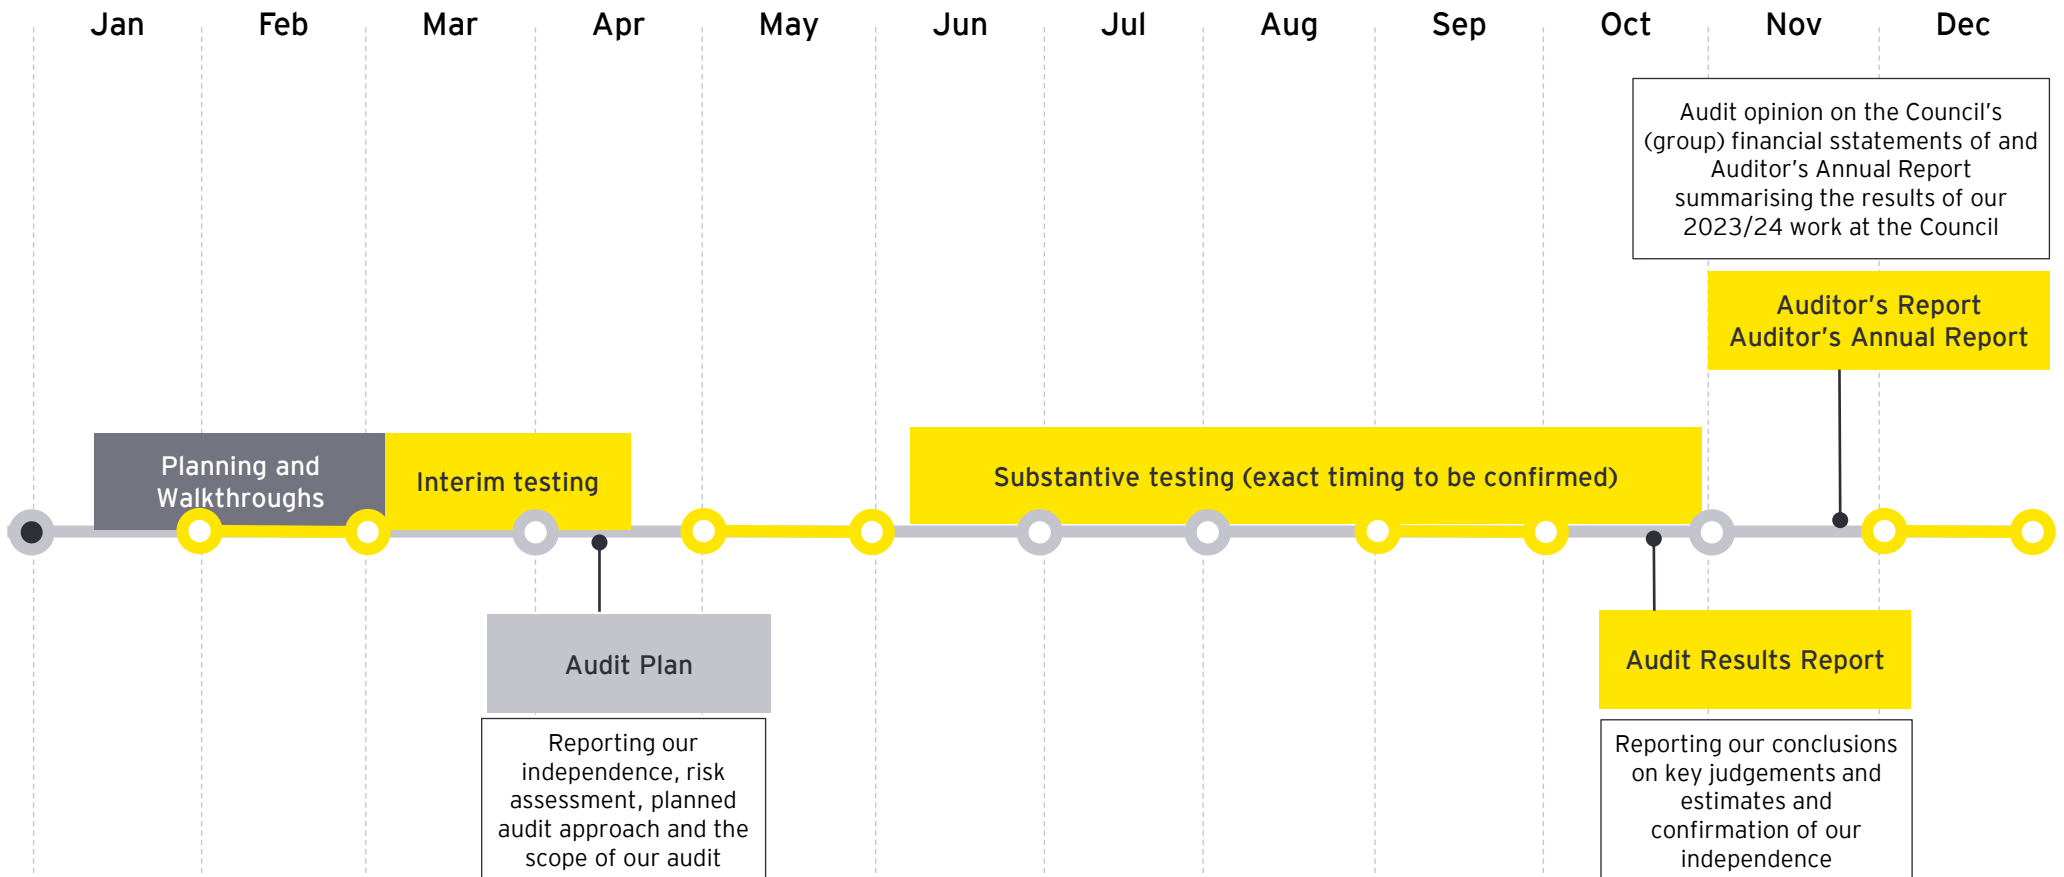 Jan Feb Mar Apr May Jun Jul Aug Sep Oct Nov Dec
Audit opinion on the Council's
(group) financial sstatements of and
Auditor's Annual Report
summarising the results of our
2023/24 work at the Council
Auditor's Report
Auditor's Annual Report
Planning and
Walkthroughs
Interim testing
Substantive testing (exact timing to be confirmed)
Audit Plan
Reporting our
independence, risk
assessment, planned
audit approach and the
scope of our audit
Audit Results Report
Reporting our conclusions
on key judgements and
estimates and
confirmation of our
independence